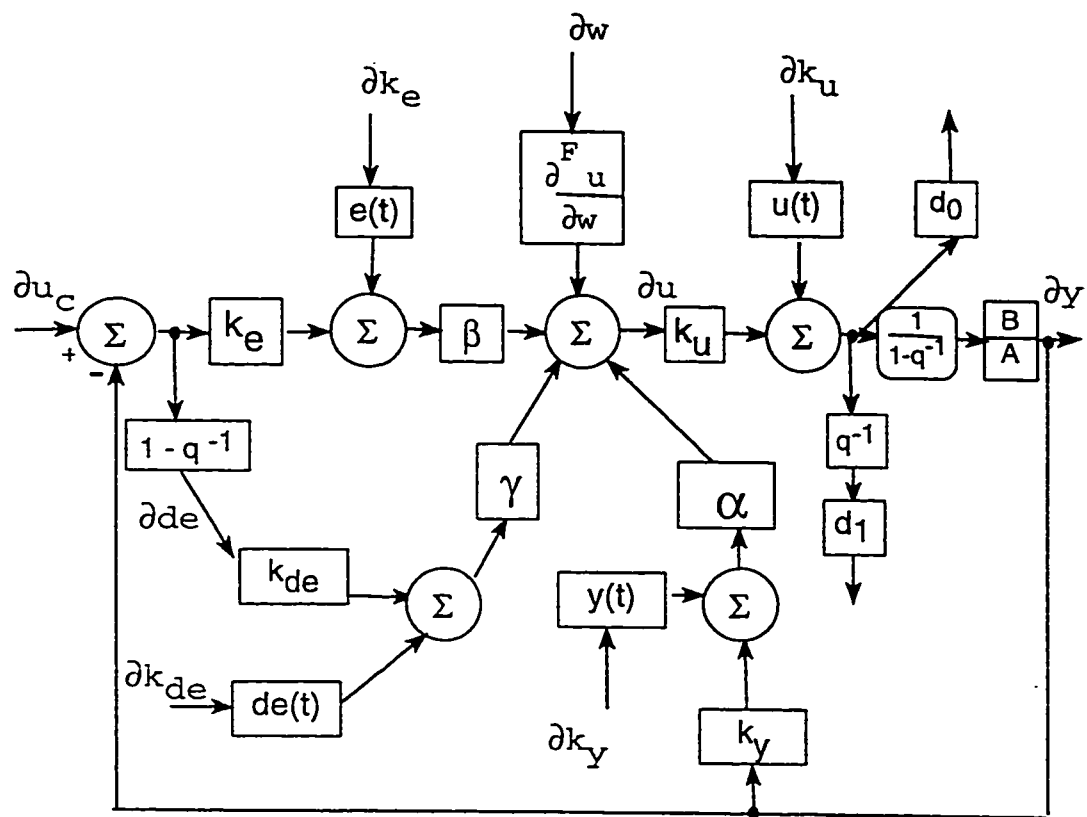 ∂w
∂k_e
∂k_u
∂^F u
∂w
e(t)
u(t)
d_0
∂u_c
+
-
Σ
k_e
Σ
β
Σ
∂u
k_u
Σ
1
1-q^-1
B
A
∂y
1 - q^-1
γ
α
q^-1
d_1
∂de
k_de
Σ
y(t)
Σ
∂k_de
de(t)
∂k_y
k_y